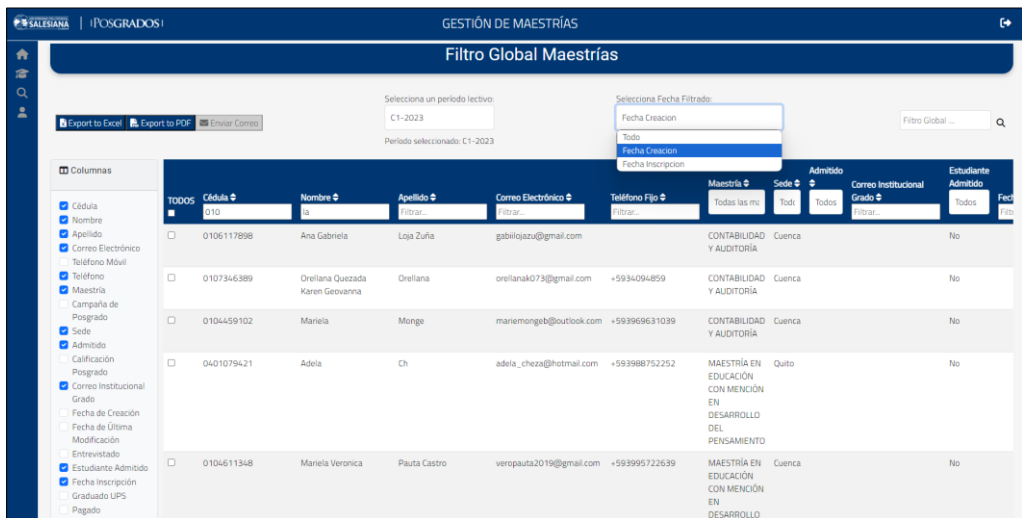 SALESIANA | POSGRADOS
GESTIÓN DE MAESTRÍAS
Filtro Global Maestrías
Selecciona un período lectivo:
Selecciona Fecha Filtrado:
Export to Excel Export to PDF Enviar Correo
C1-2023
Fecha Creacion
Filtro Global ...
Período seleccionado: C1-2023
Todo
Fecha Creacion
Fecha Inscripcion
Columnas
Cédula
Nombre
Apellido
Correo Electrónico
Teléfono Móvil
Teléfono
Maestría
Campaña de
Posgrado
Sede
Admitido
Calificación
Posgrado
Correo Institucional
Grado
Fecha de Creación
Fecha de Última
Modificación
Entrevistado
Estudiante Admitido
Fecha Inscripción
Graduado UPS
Pagado
TODOS
Cédula
010
Nombre
la
Apellido
Filtrar...
Correo Electrónico
Filtrar...
Teléfono Fijo
Filtrar...
Maestría
Todas las ma
Sede
Todo
Admitido
Todos
Correo Institucional
Grado
Filtrar...
Estudiante
Admitido
Todos
Fech
Filtr
0106117898 Ana Gabriela Loja Zuña gabiilojazu@gmail.com CONTABILIDAD Cuenca No
Y AUDITORÍA
0107346389 Orellana Quezada Orellana orellanak073@gmail.com +5934094859 CONTABILIDAD Cuenca No
Karen Geovanna Y AUDITORÍA
0104459102 Mariela Monge mariemongeb@outlook.com +593969631039 CONTABILIDAD Cuenca No
Y AUDITORÍA
0401079421 Adela Ch adela_cheza@hotmail.com +593988752252 MAESTRÍA EN Quito No
EDUCACIÓN
CON MENCIÓN
EN
DESARROLLO
DEL
PENSAMIENTO
0104611348 Mariela Veronica Pauta Castro veropauta2019@gmail.com +593995722639 MAESTRÍA EN Cuenca No
EDUCACIÓN
CON MENCIÓN
EN
DESARROLLO